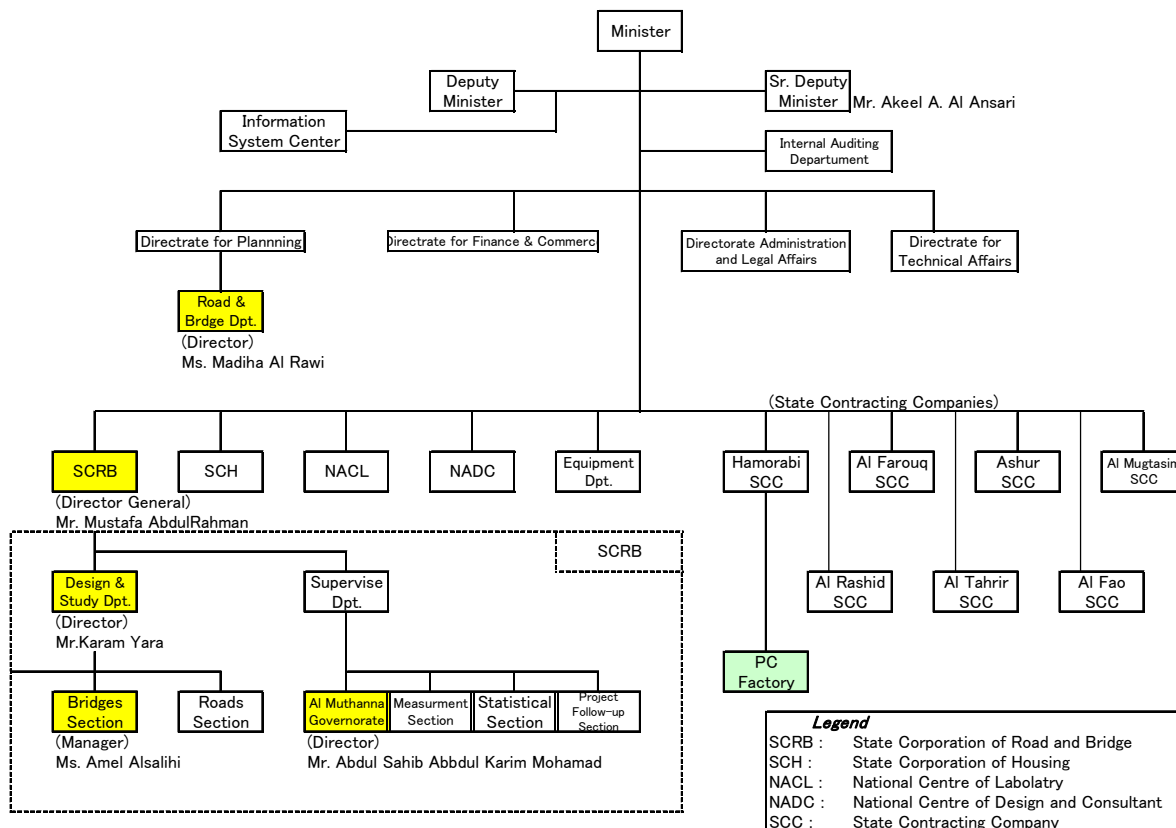 Minister
Deputy
Minister
Sr. Deputy
Minister
Mr. Akeel A. Al Ansari
Information
System Center
Internal Auditing
Departument
Directrate for Plannning
Directrate for Finance & Commerc
Directorate Administration
and Legal Affairs
Directrate for
Technical Affairs
Road &
Brdge Dpt.
(Director)
Ms. Madiha Al Rawi
(State Contracting Companies)
SCRB
SCH
NACL
NADC
Equipment
Dpt.
Hamorabi
SCC
Al Farouq
SCC
Ashur
SCC
Al Mugtasim
SCC
(Director General)
Mr. Mustafa AbdulRahman
SCRB
Design &
Study Dpt.
Supervise
Dpt.
Al Rashid
SCC
Al Tahrir
SCC
Al Fao
SCC
(Director)
Mr.Karam Yara
PC
Factory
Bridges
Section
Roads
Section
Al Muthanna
Governorate
Measurment
Section
Statistical
Section
Project
Follow-up
Section
(Manager)
Ms. Amel Alsalihi
(Director)
Mr. Abdul Sahib Abbdul Karim Mohamad
Legend
SCRB : State Corporation of Road and Bridge
SCH : State Corporation of Housing
NACL : National Centre of Labolatry
NADC : National Centre of Design and Consultant
SCC : State Contracting Company